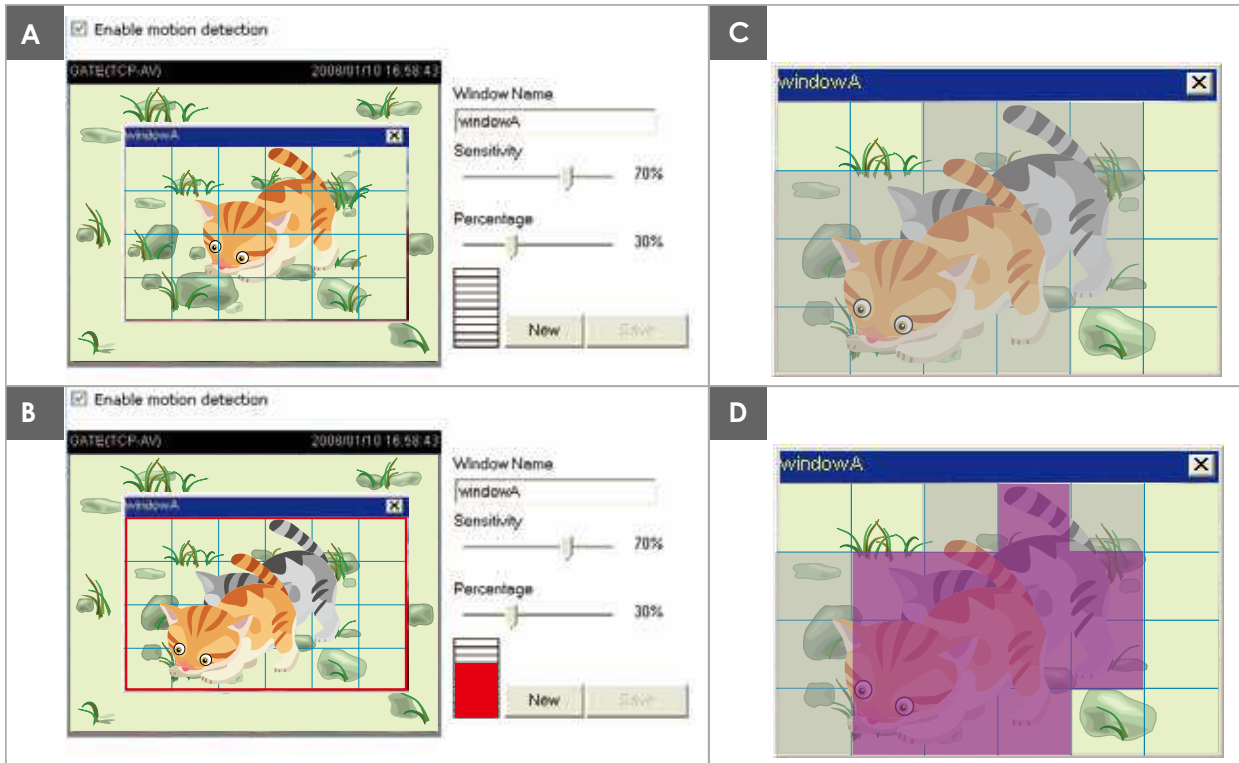 A
Enable motion detection
GATE(TCP-AV) 2008/01/10 16:58:43
windowA
Window Name
windowA
Sensitivity
70%
Percentage
30%
New Save
B
Enable motion detection
GATE(TCP-AV) 2008/01/10 16:58:43
windowA
Window Name
windowA
Sensitivity
70%
Percentage
30%
New Save
C
windowA
D
windowA